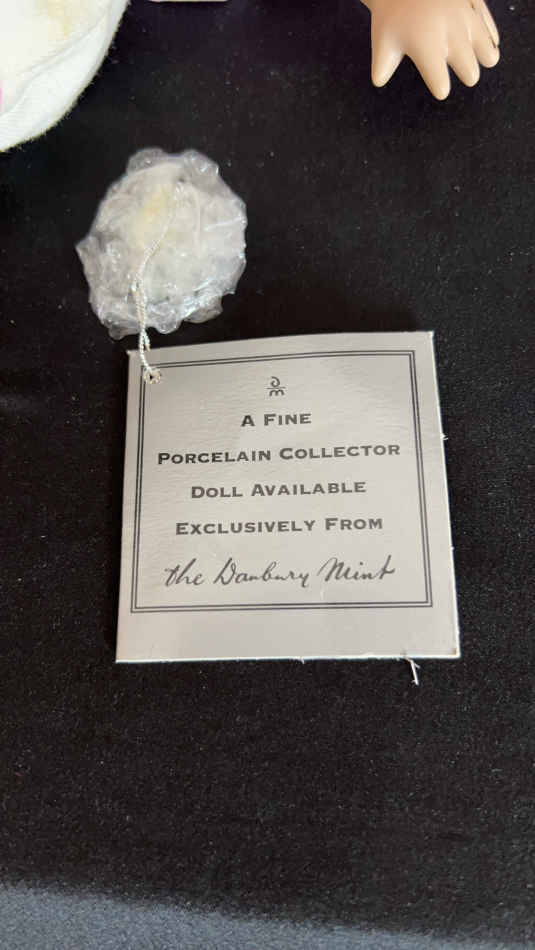 A FINE
PORCELAIN COLLECTOR
DOLL AVAILABLE
EXCLUSIVELY FROM
the Danbury Mint